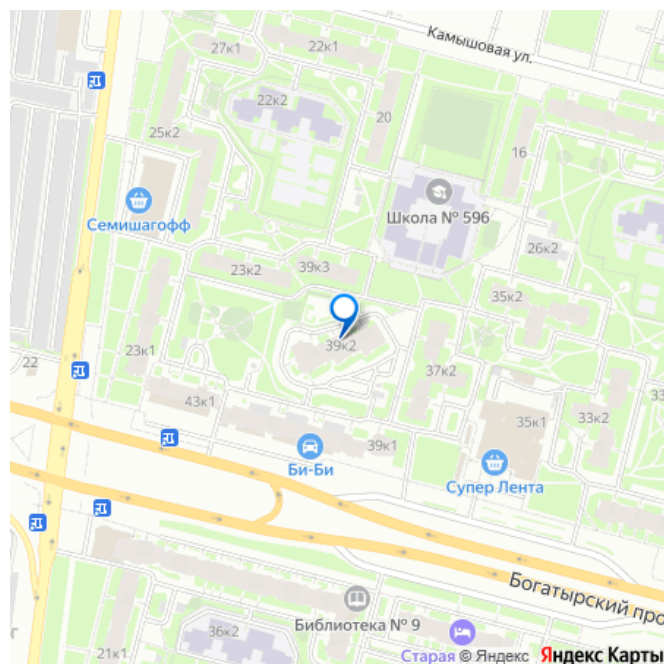 Камышовая ул.
27к1
22к1
22к2
20
25к2
16
Семишагофф
Школа № 596
26к2
23к2
39к3
35к2
39к2
23к1
22
37к2
43к1
35к1
33к2
39к1
Би-Би
Супер Лента
Богатырский про
Библиотека № 9
36к2
21к1
Старая
© Яндекс
Яндекс Карты